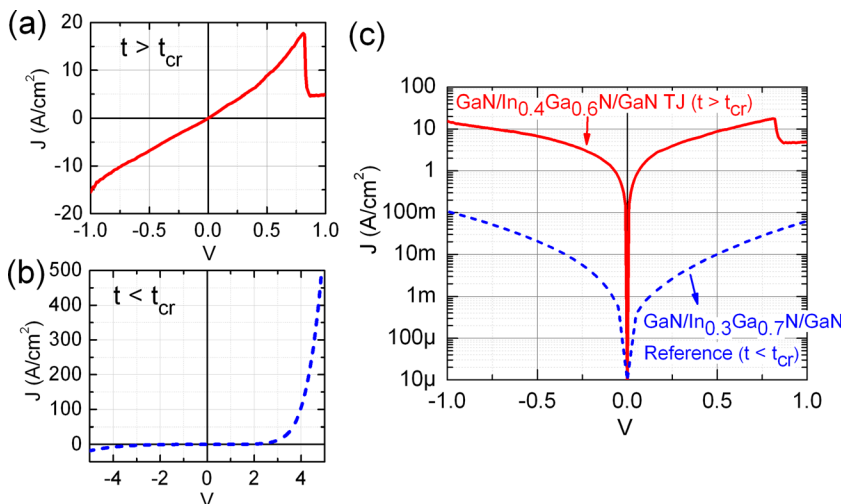 (a)
t > tcr
J (A/cm2)
20
10
0
-10
-20
-1.0 -0.5 0.0 0.5 1.0
V
(b)
t < tcr
J (A/cm2)
500
400
300
200
100
0
-4 -2 0 2 4
V
(c)
J (A/cm2)
100
10
1
100m
10m
1m
100µ
10µ
GaN/In0.4Ga0.6N/GaN TJ (t > tcr)
GaN/In0.3Ga0.7N/GaN
Reference (t < tcr)
-1.0 -0.5 0.0 0.5 1.0
V